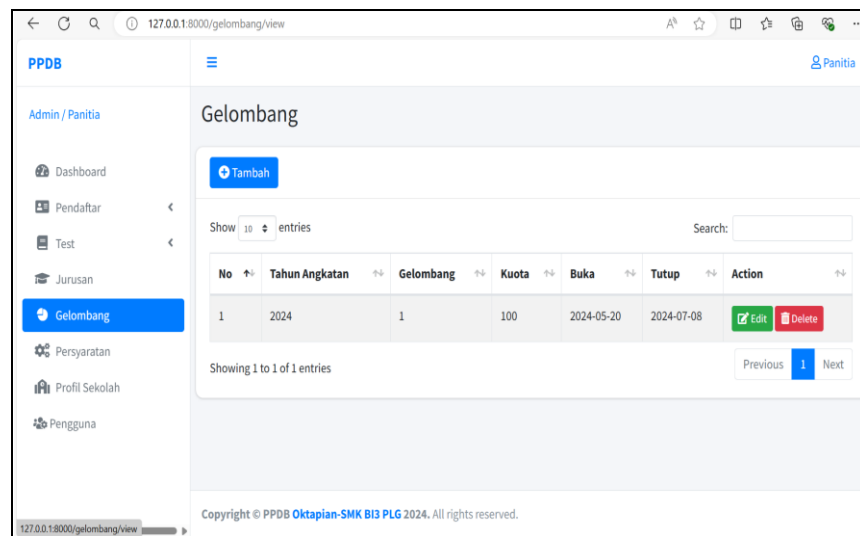 127.0.0.1:8000/gelombang/view
PPDB
Panitia
Admin / Panitia
Gelombang
Dashboard
Pendaftar
Test
Jurusan
Gelombang
Persyaratan
Profil Sekolah
Pengguna
Tambah
Show 10 entries Search:
No Tahun Angkatan Gelombang Kuota Buka Tutup Action
1 2024 1 100 2024-05-20 2024-07-08 Edit Delete
Showing 1 to 1 of 1 entries Previous 1 Next
Copyright © PPDB Oktapian-SMK BI3 PLG 2024. All rights reserved.
127.0.0.1:8000/gelombang/view